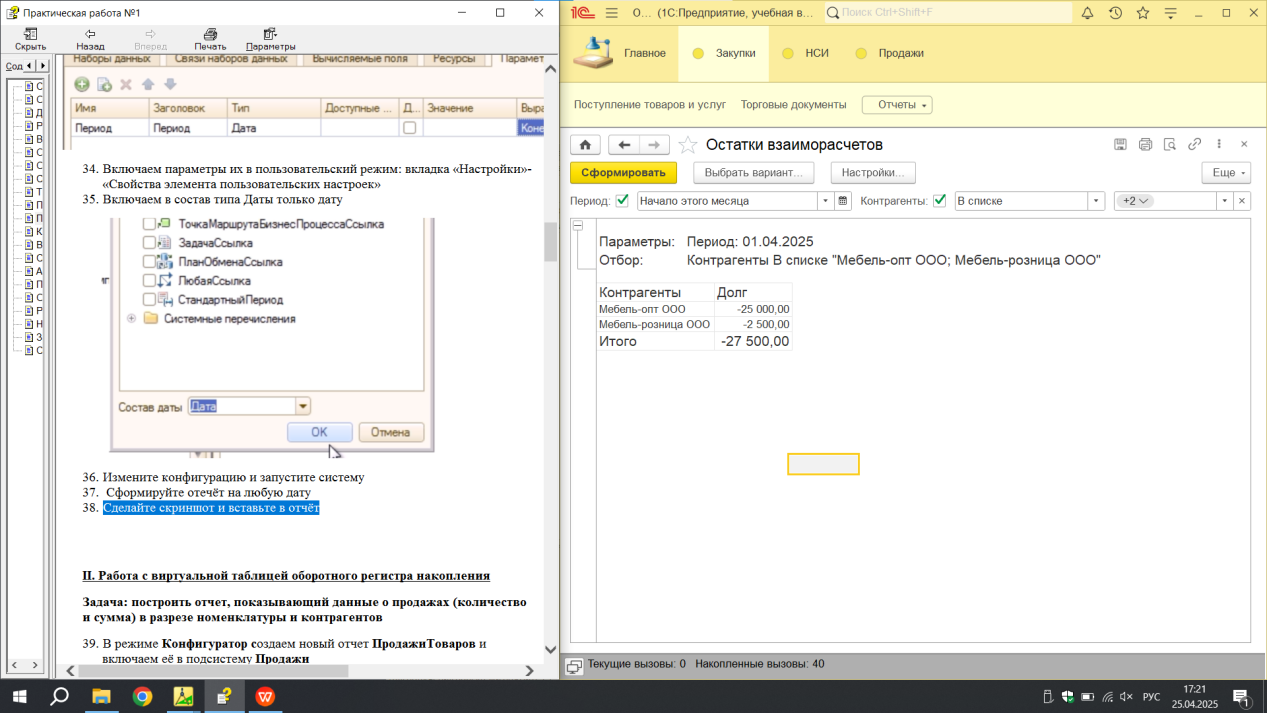 Практическая работа №1
Скрыть Назад Вперед Печать Параметры
Сод
Наборы данных Связи наборов данных Вычисляемые поля Ресурсы Парамет
Имя Заголовок Тип Доступные ... Д... Значение Выра
Период Период Дата Коне
34. Включаем параметры их в пользовательский режим: вкладка «Настройки»-
«Свойства элемента пользовательских настроек»
35. Включаем в состав типа Даты только дату
ТочкаМаршрутаБизнесПроцессаСсылка
ЗадачаСсылка
ПланОбменаСсылка
ЛюбаяСсылка
СтандартныйПериод
Системные перечисления
Состав даты Дата
ОК Отмена
36. Измените конфигурацию и запустите систему
37. Сформируйте отечёт на любую дату
38. Сделайте скриншот и вставьте в отчёт
II. Работа с виртуальной таблицей оборотного регистра накопления
Задача: построить отчет, показывающий данные о продажах (количество
и сумма) в разрезе номенклатуры и контрагентов
39. В режиме Конфигуратор создаем новый отчет ПродажиТоваров и
включаем её в подсистему Продажи
О... (1С:Предприятие, учебная в...
Поиск Ctrl+Shift+F
Главное Закупки НСИ Продажи
Поступление товаров и услуг Торговые документы Отчеты
Остатки взаиморасчетов
Сформировать Выбрать вариант... Настройки... Еще
Период: Начало этого месяца Контрагенты: В списке +2
Параметры: Период: 01.04.2025
Отбор: Контрагенты В списке "Мебель-опт ООО; Мебель-розница ООО"
Контрагенты Долг
Мебель-опт ООО -25 000,00
Мебель-розница ООО -2 500,00
Итого -27 500,00
Текущие вызовы: 0 Накопленные вызовы: 40
РУС
17:21
25.04.2025
1